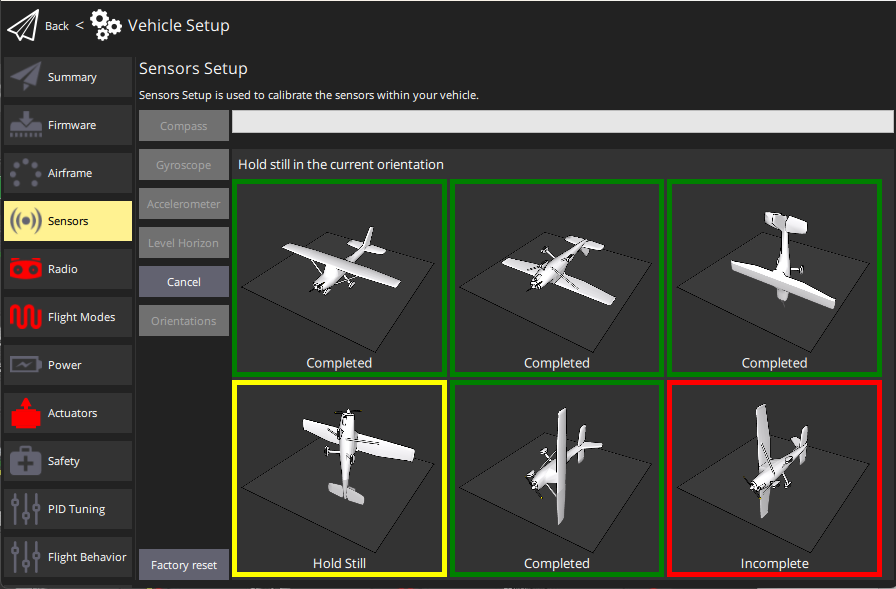 Back < Vehicle Setup
Summary
Firmware
Airframe
Sensors
Radio
Flight Modes
Power
Actuators
Safety
PID Tuning
Flight Behavior
Sensors Setup
Sensors Setup is used to calibrate the sensors within your vehicle.
Compass
Gyroscope
Accelerometer
Level Horizon
Cancel
Orientations
Factory reset
Hold still in the current orientation
Completed
Completed
Completed
Hold Still
Completed
Incomplete